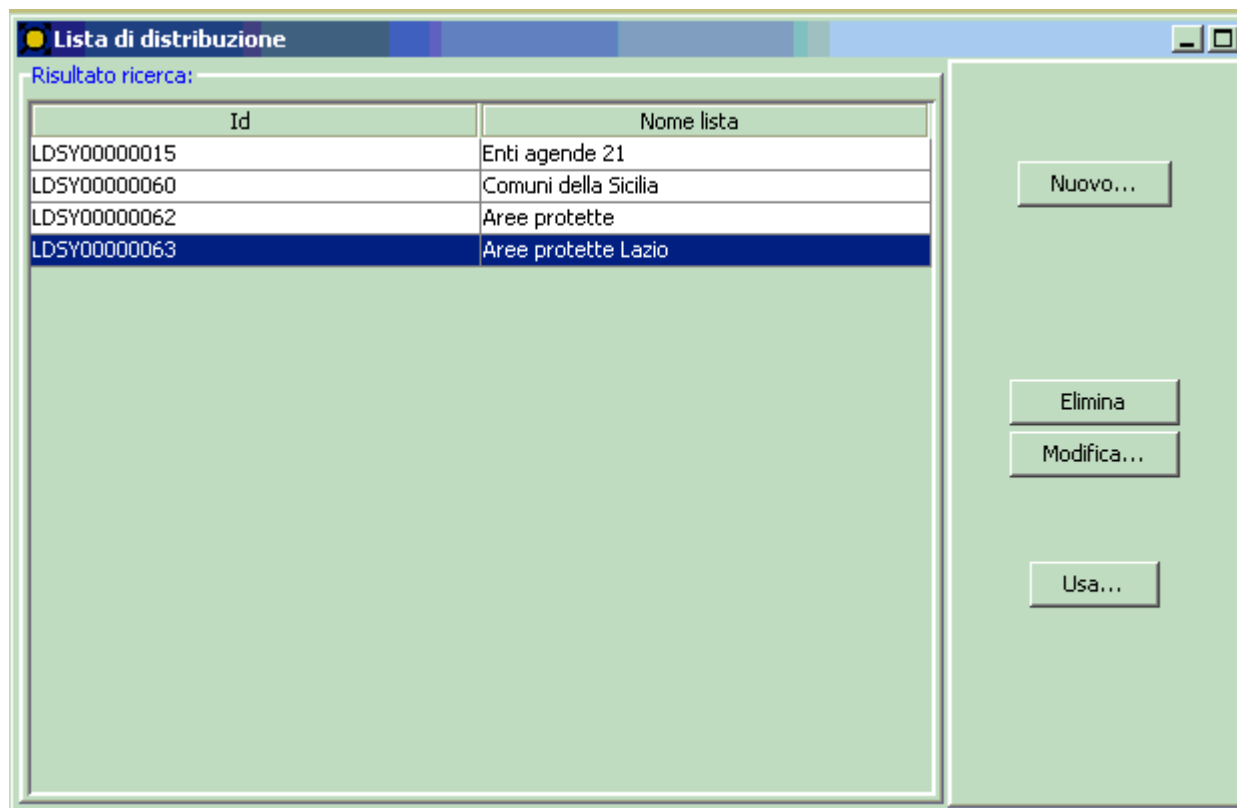 Lista di distribuzione
Risultato ricerca:
Id Nome lista
LDSY00000015 Enti agende 21
LDSY00000060 Comuni della Sicilia
LDSY00000062 Aree protette
LDSY00000063 Aree protette Lazio
Nuovo...
Elimina
Modifica...
Usa...